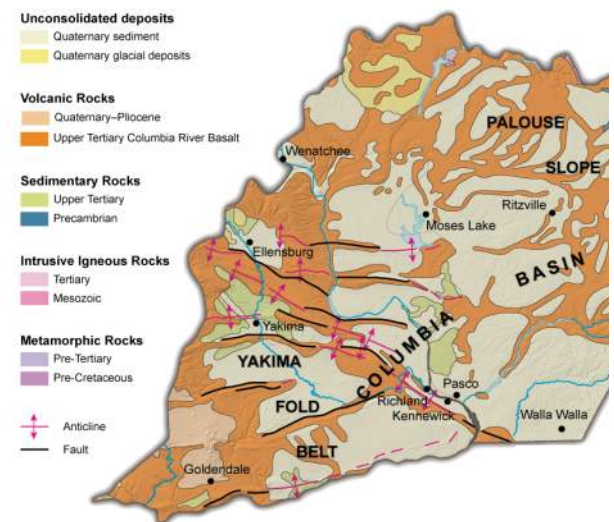 Unconsolidated deposits
Quaternary sediment
Quaternary glacial deposits
Volcanic Rocks
Quaternary–Pliocene
Upper Tertiary Columbia River Basalt
Sedimentary Rocks
Upper Tertiary
Precambrian
Intrusive Igneous Rocks
Tertiary
Mesozoic
Metamorphic Rocks
Pre-Tertiary
Pre-Cretaceous
Anticline
Fault
PALOUSE
SLOPE
Wenatchee
Ritzville
Moses Lake
Ellensburg
BASIN
COLUMBIA
Yakima
YAKIMA
FOLD
BELT
Pasco
Richland
Kennewick
Walla Walla
Goldendale